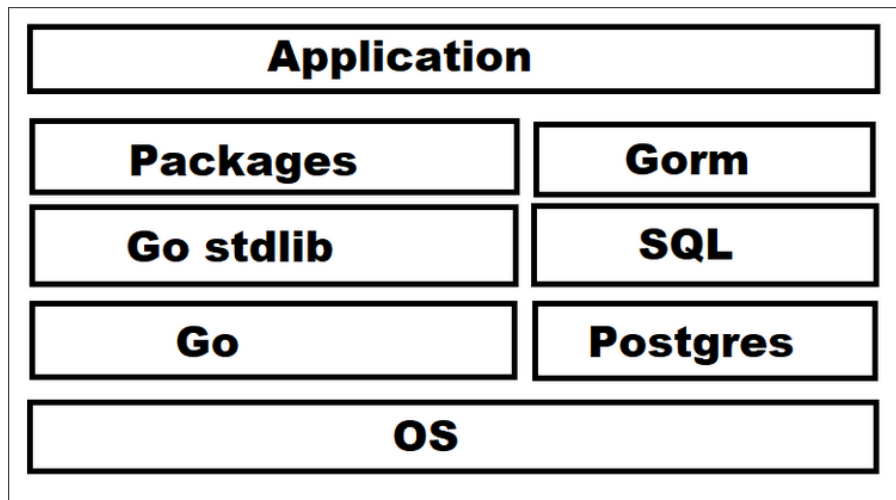 Application
Packages
Gorm
Go stdlib
SQL
Go
Postgres
OS